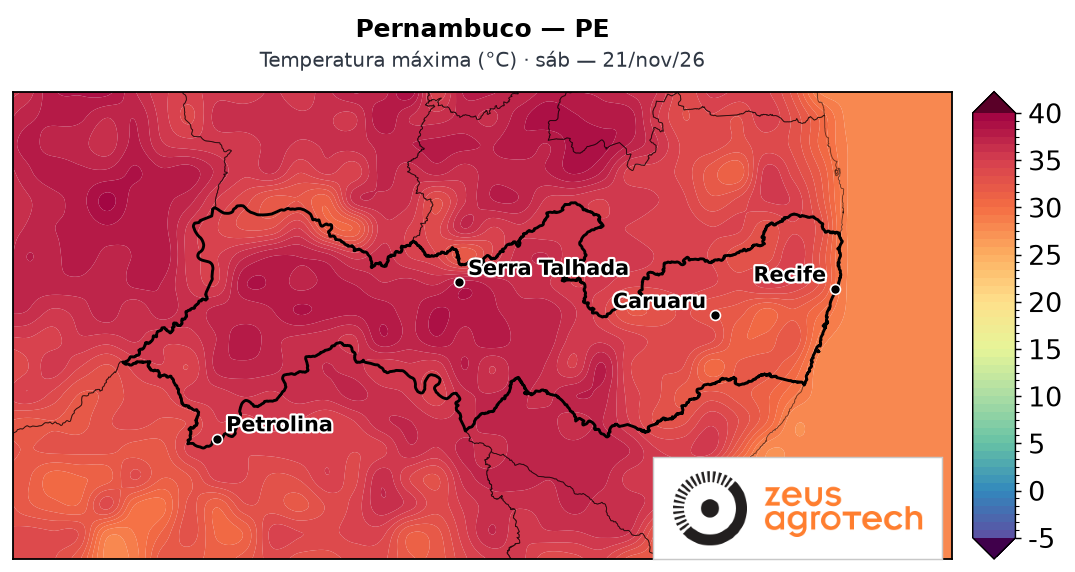 Pernambuco — PE
Temperatura máxima (°C) · sáb — 21/nov/26
40
35
30
25
20
15
10
5
0
-5
Serra Talhada
Recife
Caruaru
Petrolina
zeus
agrotech